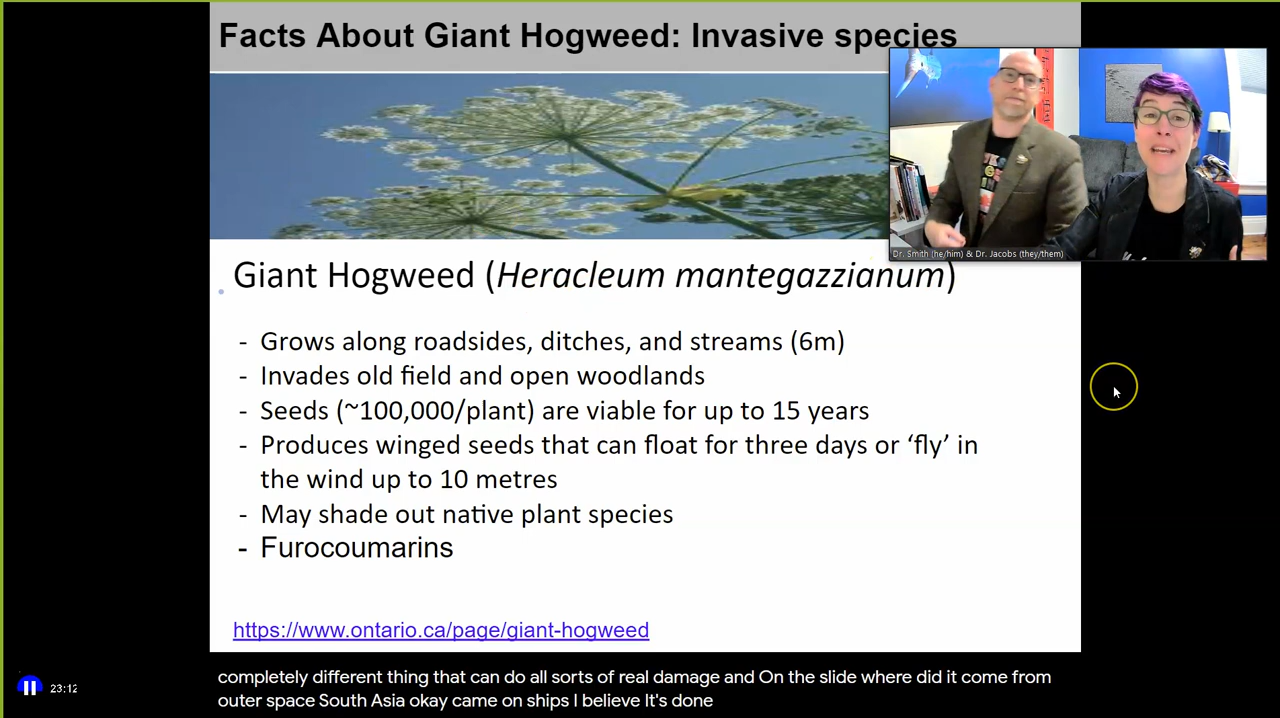 Facts About Giant Hogweed: Invasive species
Dr. Smith (he/him) & Dr. Jacobs (they/them)
Giant Hogweed (Heracleum mantegazzianum)
- Grows along roadsides, ditches, and streams (6m)
- Invades old field and open woodlands
- Seeds (~100,000/plant) are viable for up to 15 years
- Produces winged seeds that can float for three days or ‘fly’ in
the wind up to 10 metres
- May shade out native plant species
- Furocoumarins
https://www.ontario.ca/page/giant-hogweed
completely different thing that can do all sorts of real damage and On the slide where did it come from
outer space South Asia okay came on ships I believe It's done
23:12